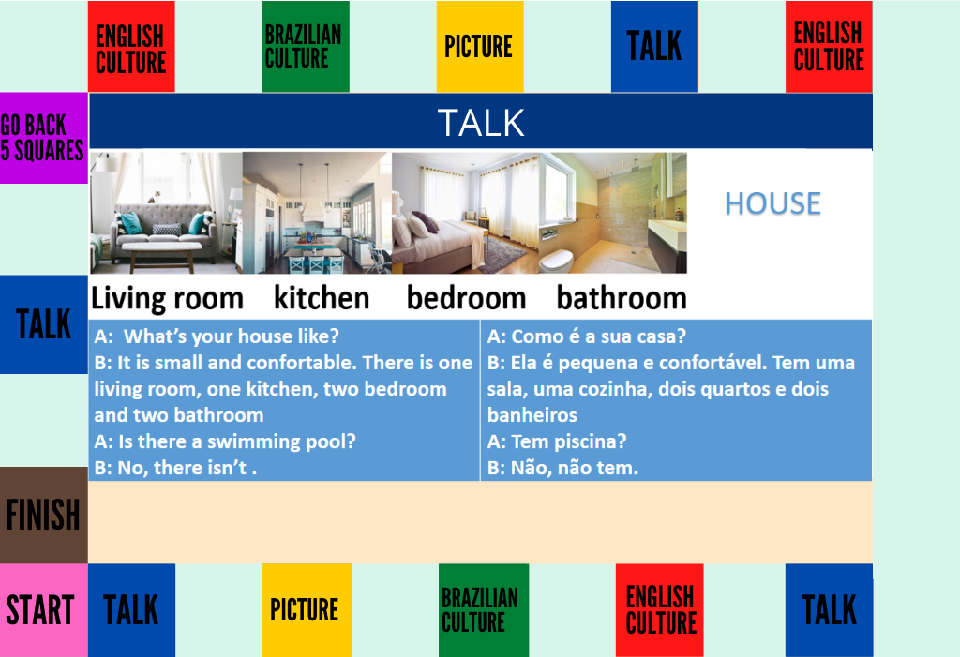 ENGLISH
CULTURE
BRAZILIAN
CULTURE
PICTURE
TALK
ENGLISH
CULTURE
GO BACK
5 SQUARES
TALK
HOUSE
Living room kitchen bedroom bathroom
TALK
A: What's your house like?
B: It is small and confortable. There is one
living room, one kitchen, two bedroom
and two bathroom
A: Is there a swimming pool?
B: No, there isn't .
A: Como é a sua casa?
B: Ela é pequena e confortável. Tem uma
sala, uma cozinha, dois quartos e dois
banheiros
A: Tem piscina?
B: Não, não tem.
FINISH
START
TALK
PICTURE
BRAZILIAN
CULTURE
ENGLISH
CULTURE
TALK